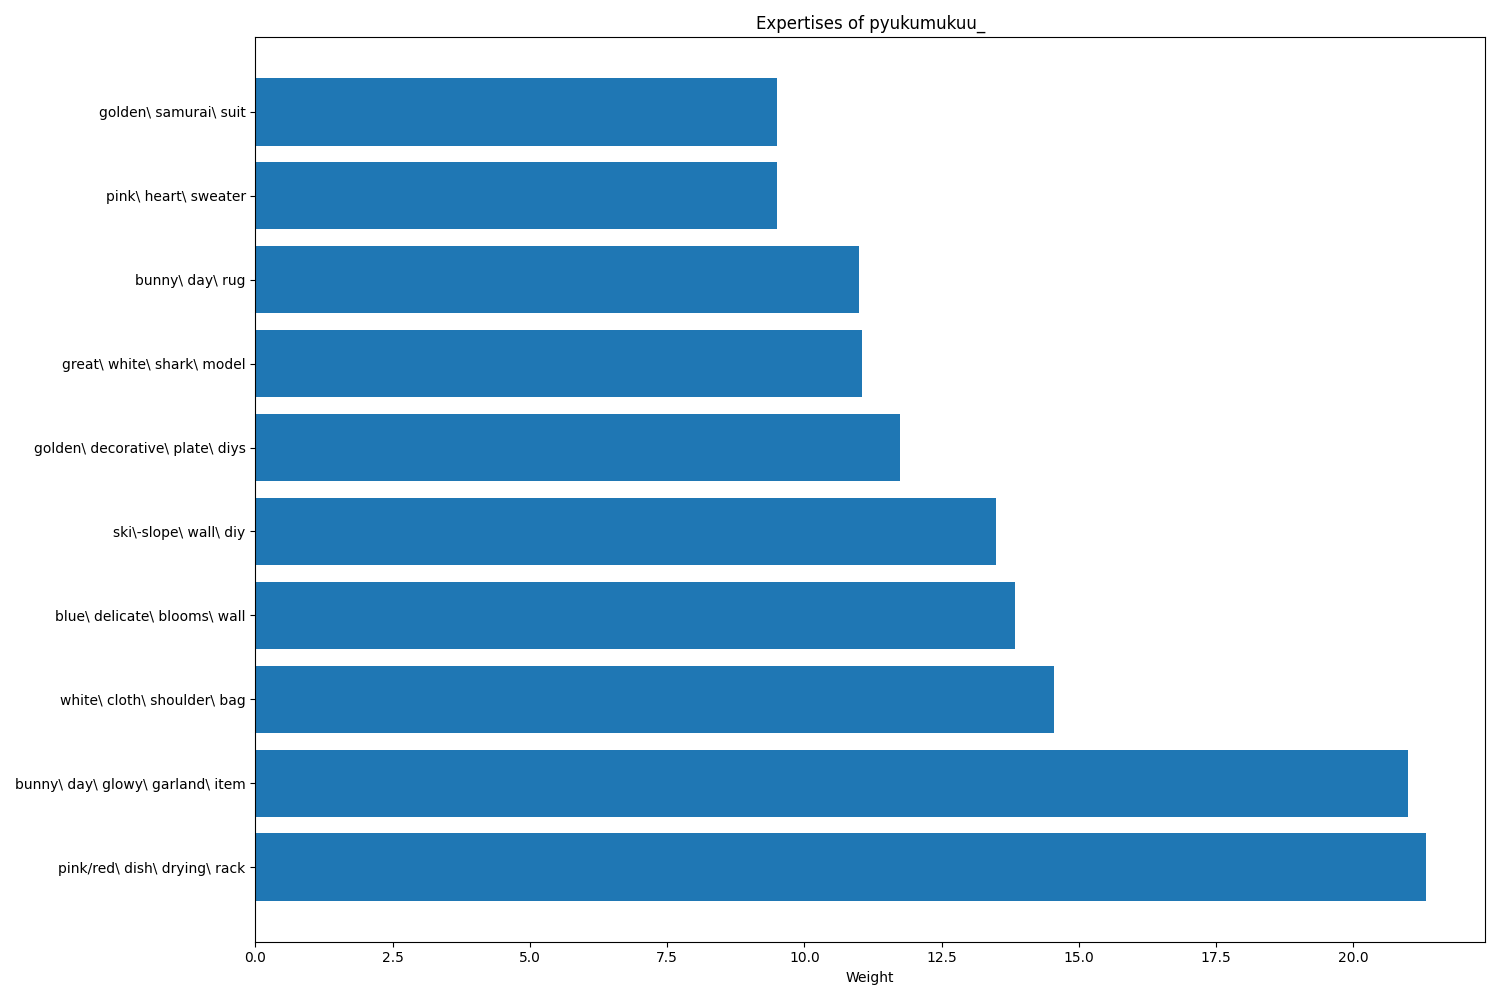 Expertises of pyukumukuu_
golden\ samurai\ suit
pink\ heart\ sweater
bunny\ day\ rug
great\ white\ shark\ model
golden\ decorative\ plate\ diys
ski\-slope\ wall\ diy
blue\ delicate\ blooms\ wall
white\ cloth\ shoulder\ bag
bunny\ day\ glowy\ garland\ item
pink/red\ dish\ drying\ rack
0.0 2.5 5.0 7.5 10.0 12.5 15.0 17.5 20.0
Weight